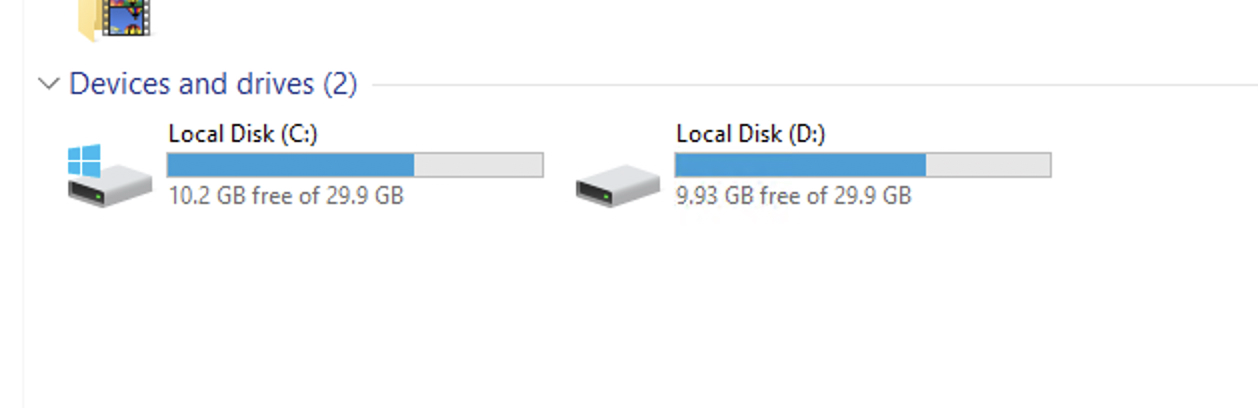 Devices and drives (2)
Local Disk (C:)
10.2 GB free of 29.9 GB
Local Disk (D:)
9.93 GB free of 29.9 GB